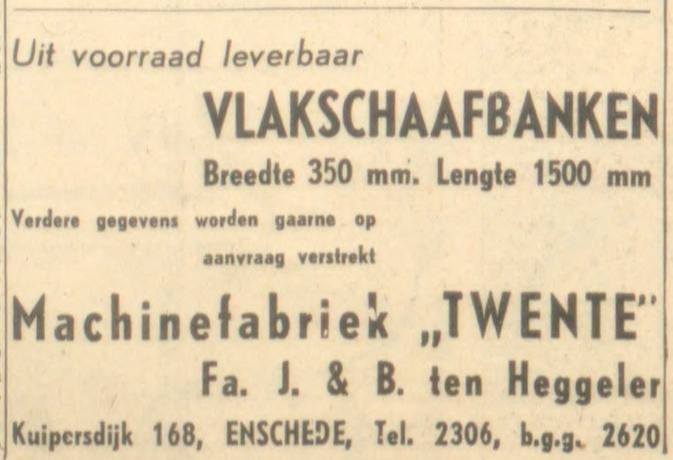 Uit voorraad leverbaar
VLAKSCHAAFBANKEN
Breedte 350 mm. Lengte 1500 mm
Verdere gegevens worden gaarne op
aanvraag verstrekt
Machinefabriek „TWENTE”
Fa. J. & B. ten Heggeler
Kuipersdijk 168, ENSCHEDE, Tel. 2306, b.g.g. 2620